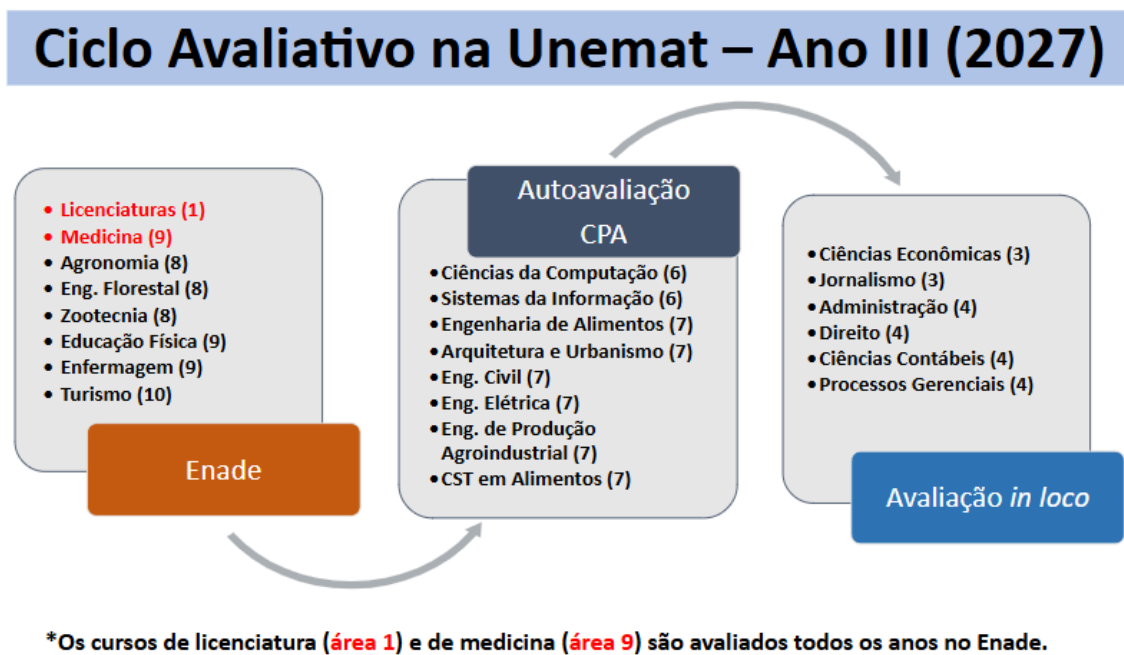 Ciclo Avaliativo na Unemat – Ano III (2027)
• Licenciaturas (1)
• Medicina (9)
• Agronomia (8)
• Eng. Florestal (8)
• Zootecnia (8)
• Educação Física (9)
• Enfermagem (9)
• Turismo (10)
Enade
Autoavaliação
CPA
•Ciências da Computação (6)
•Sistemas da Informação (6)
•Engenharia de Alimentos (7)
•Arquitetura e Urbanismo (7)
•Eng. Civil (7)
•Eng. Elétrica (7)
•Eng. de Produção
Agroindustrial (7)
•CST em Alimentos (7)
•Ciências Econômicas (3)
•Jornalismo (3)
•Administração (4)
•Direito (4)
•Ciências Contábeis (4)
•Processos Gerenciais (4)
Avaliação in loco
*Os cursos de licenciatura (área 1) e de medicina (área 9) são avaliados todos os anos no Enade.